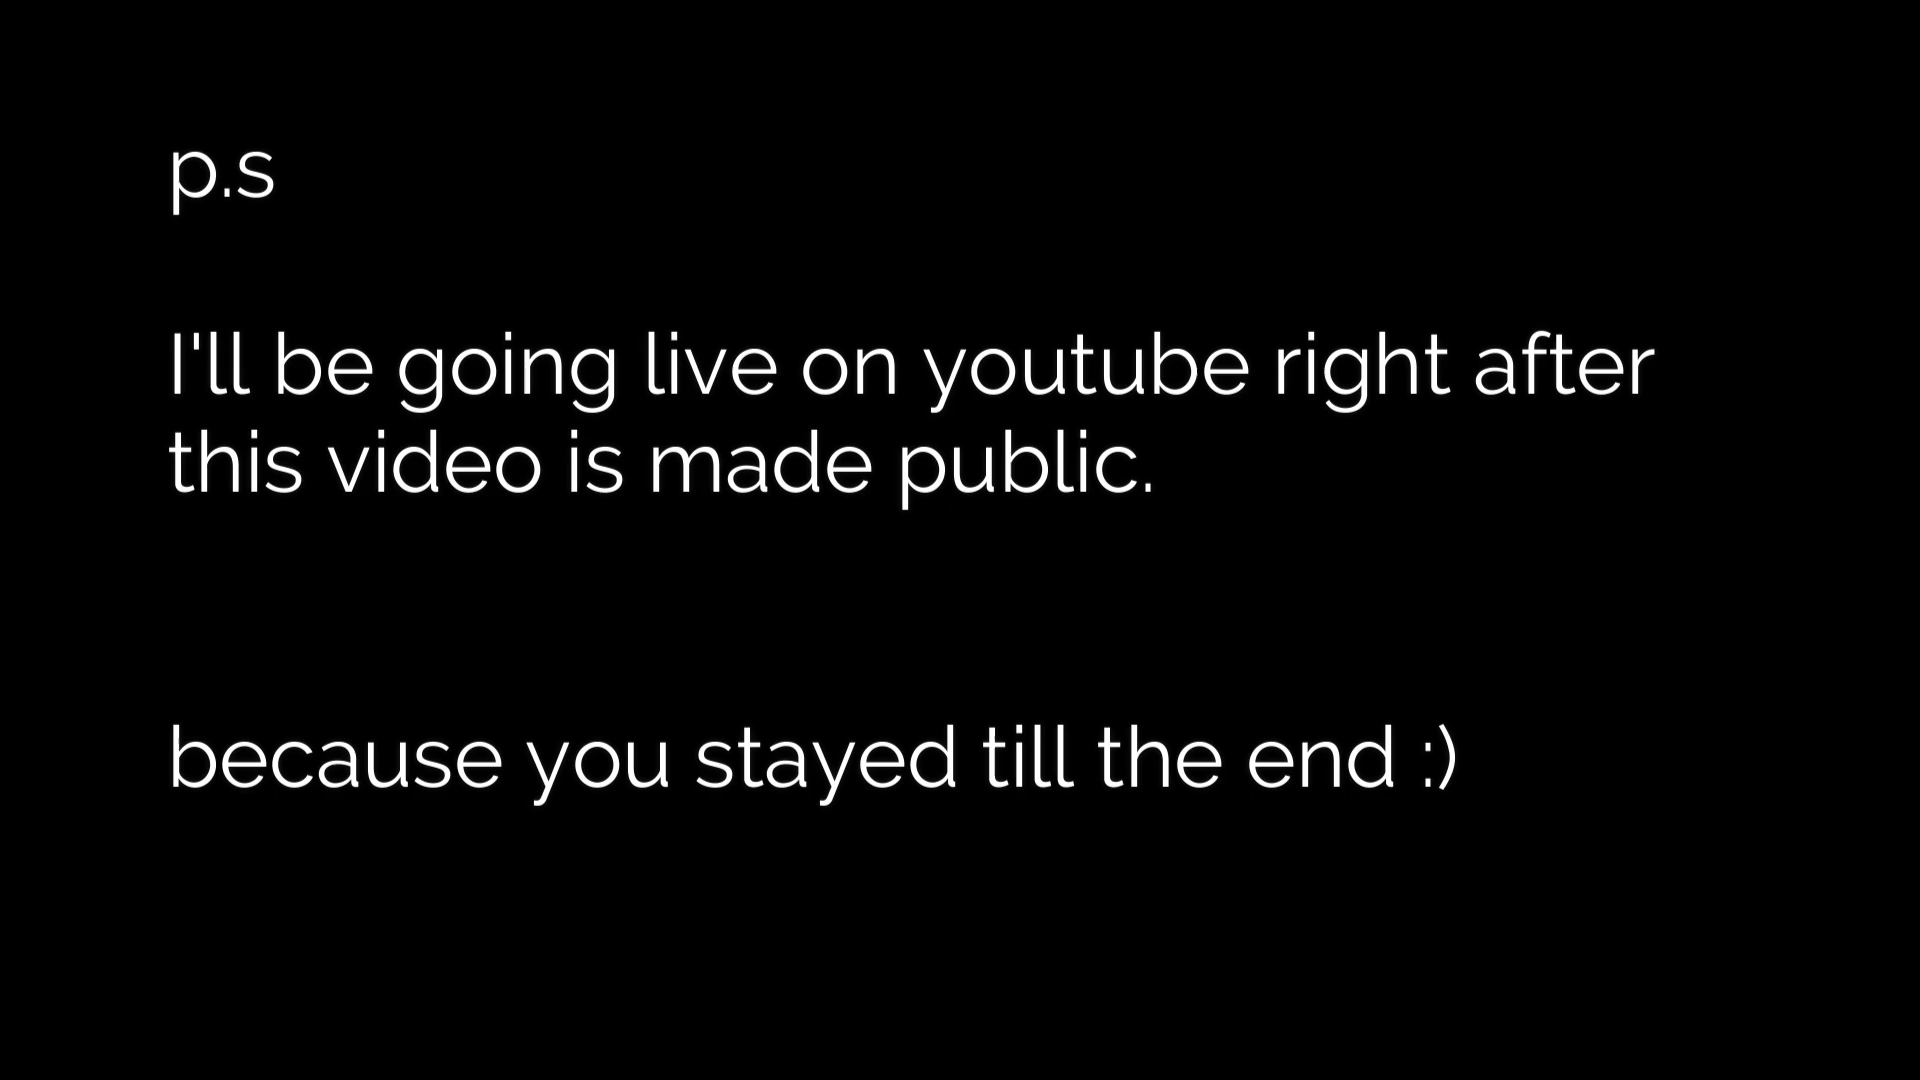 p.s
I'll be going live on youtube right after
this video is made public.
because you stayed till the end :)